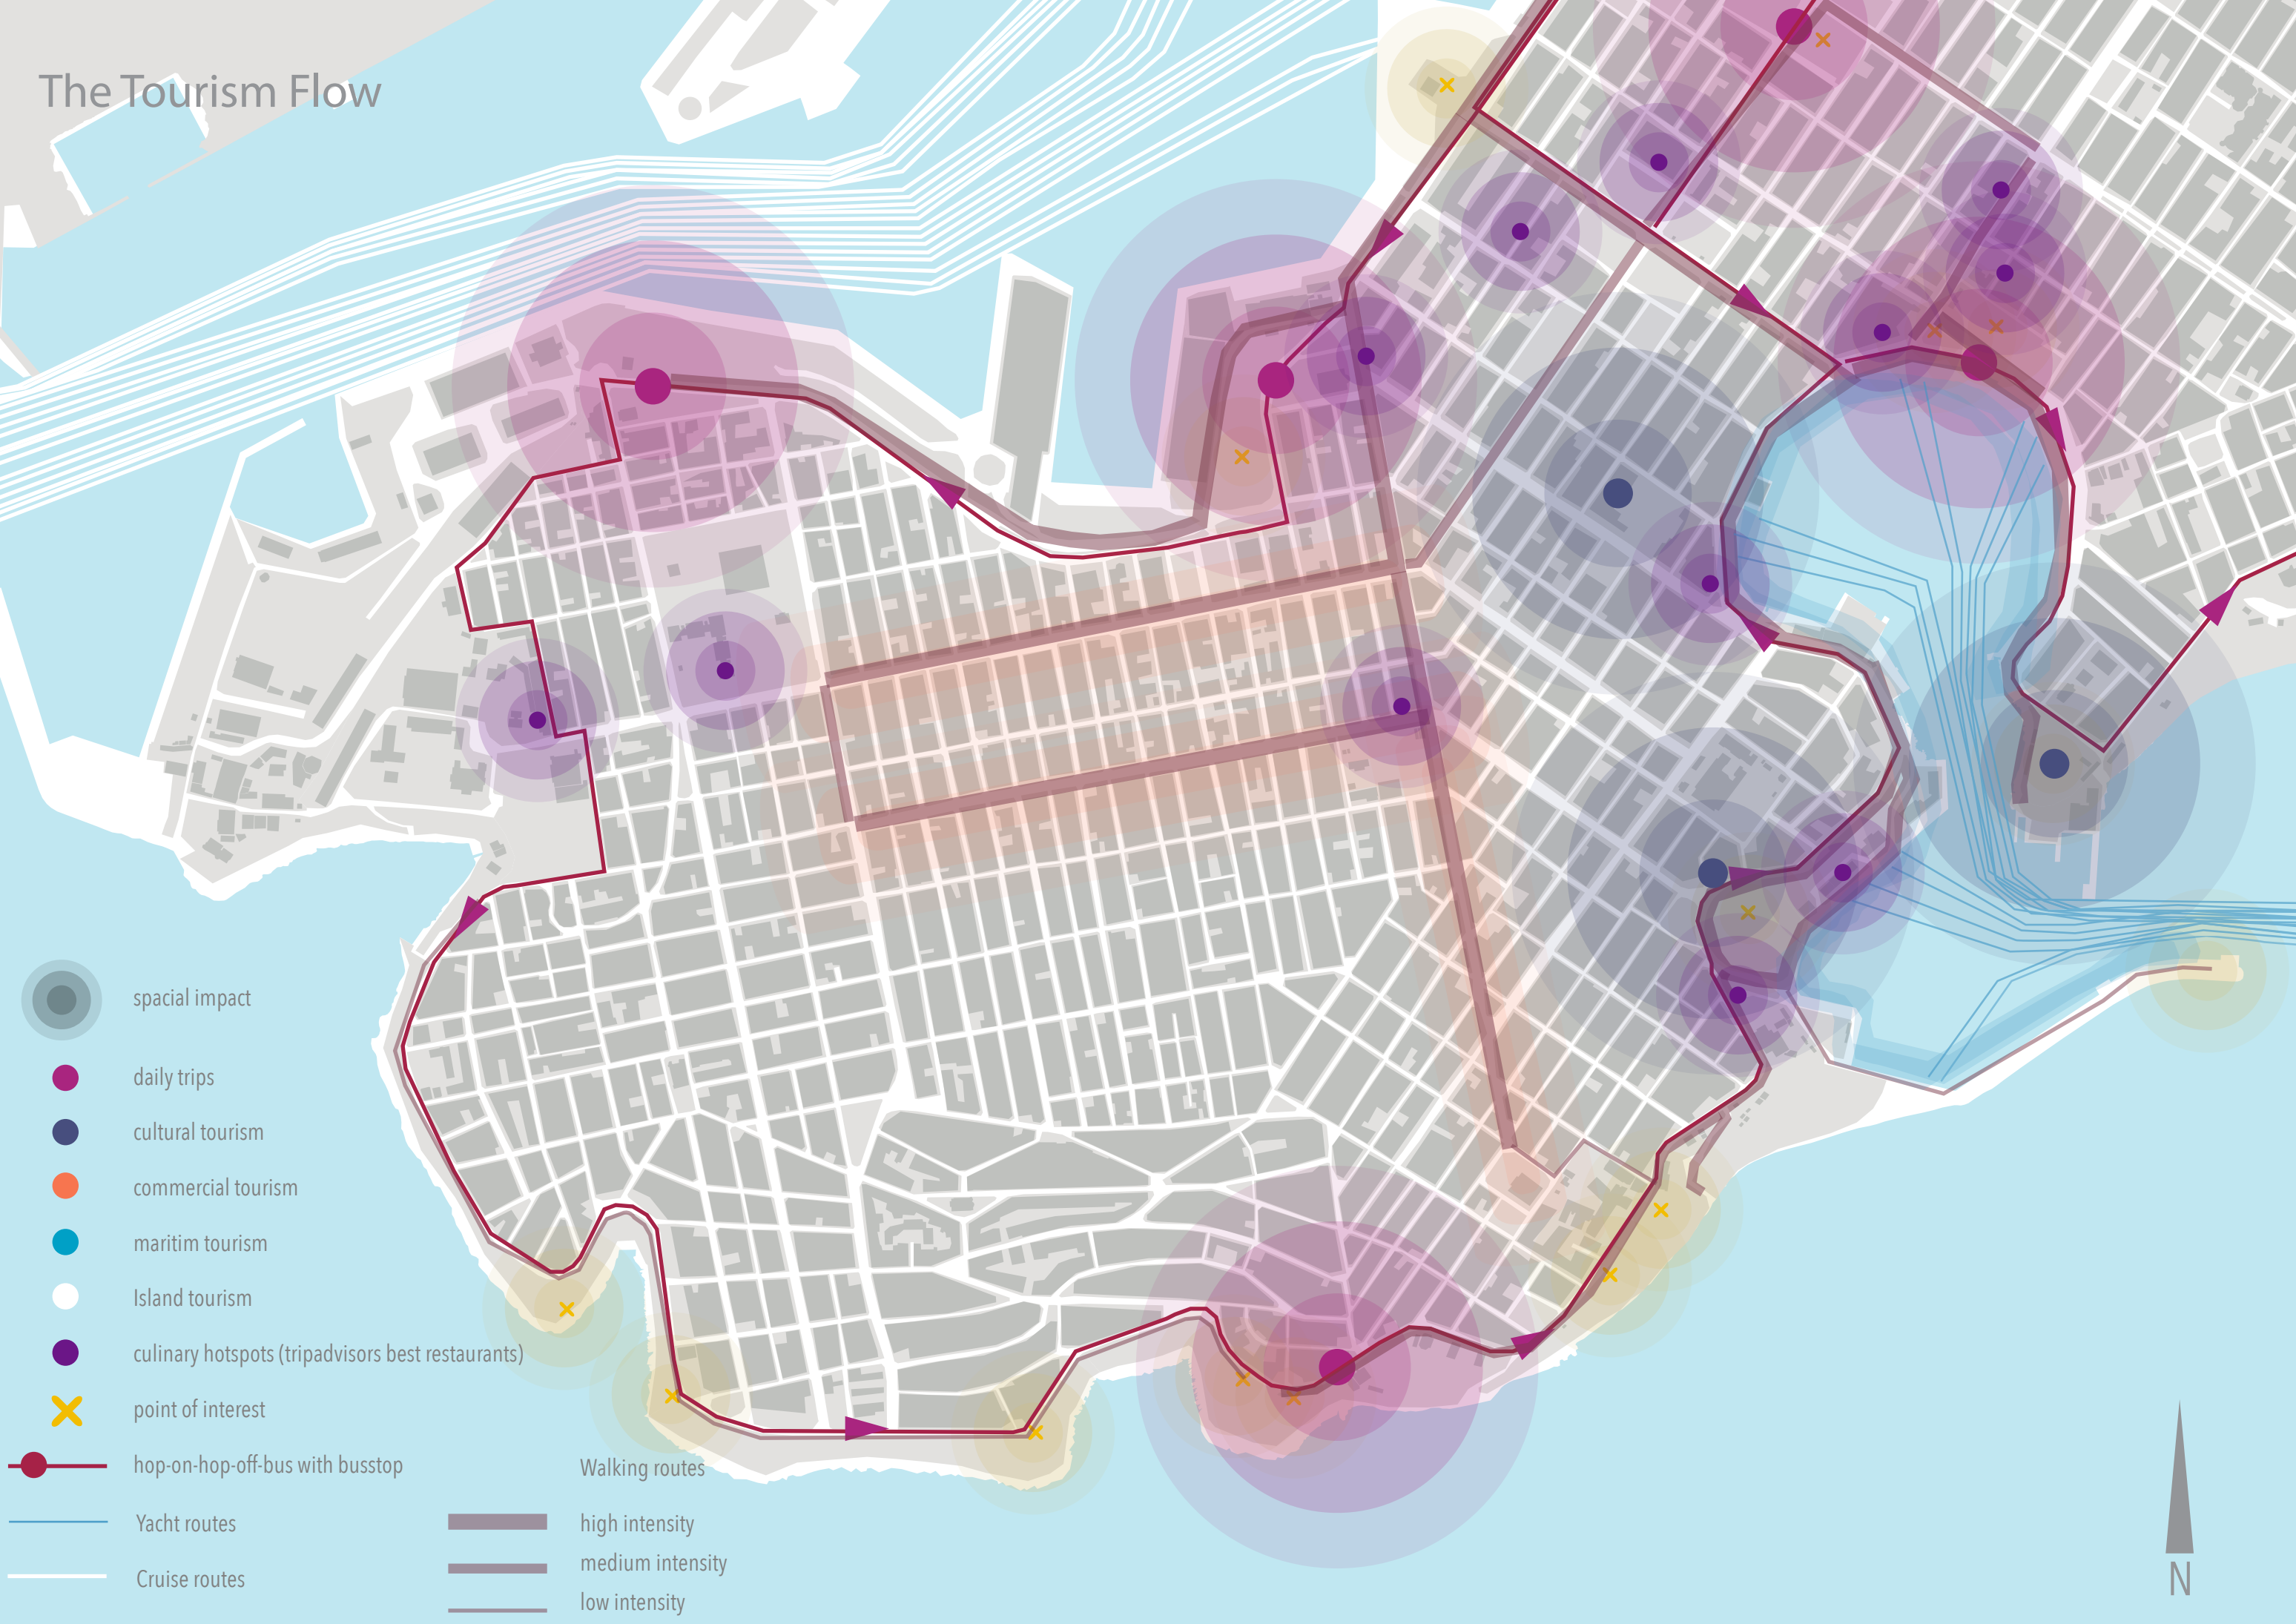 The Tourism Flow
spacial impact
daily trips
cultural tourism
commercial tourism
maritim tourism
Island tourism
culinary hotspots (tripadvisors best restaurants)
point of interest
hop-on-hop-off-bus with busstop
Yacht routes
Cruise routes
Walking routes
high intensity
medium intensity
low intensity
N